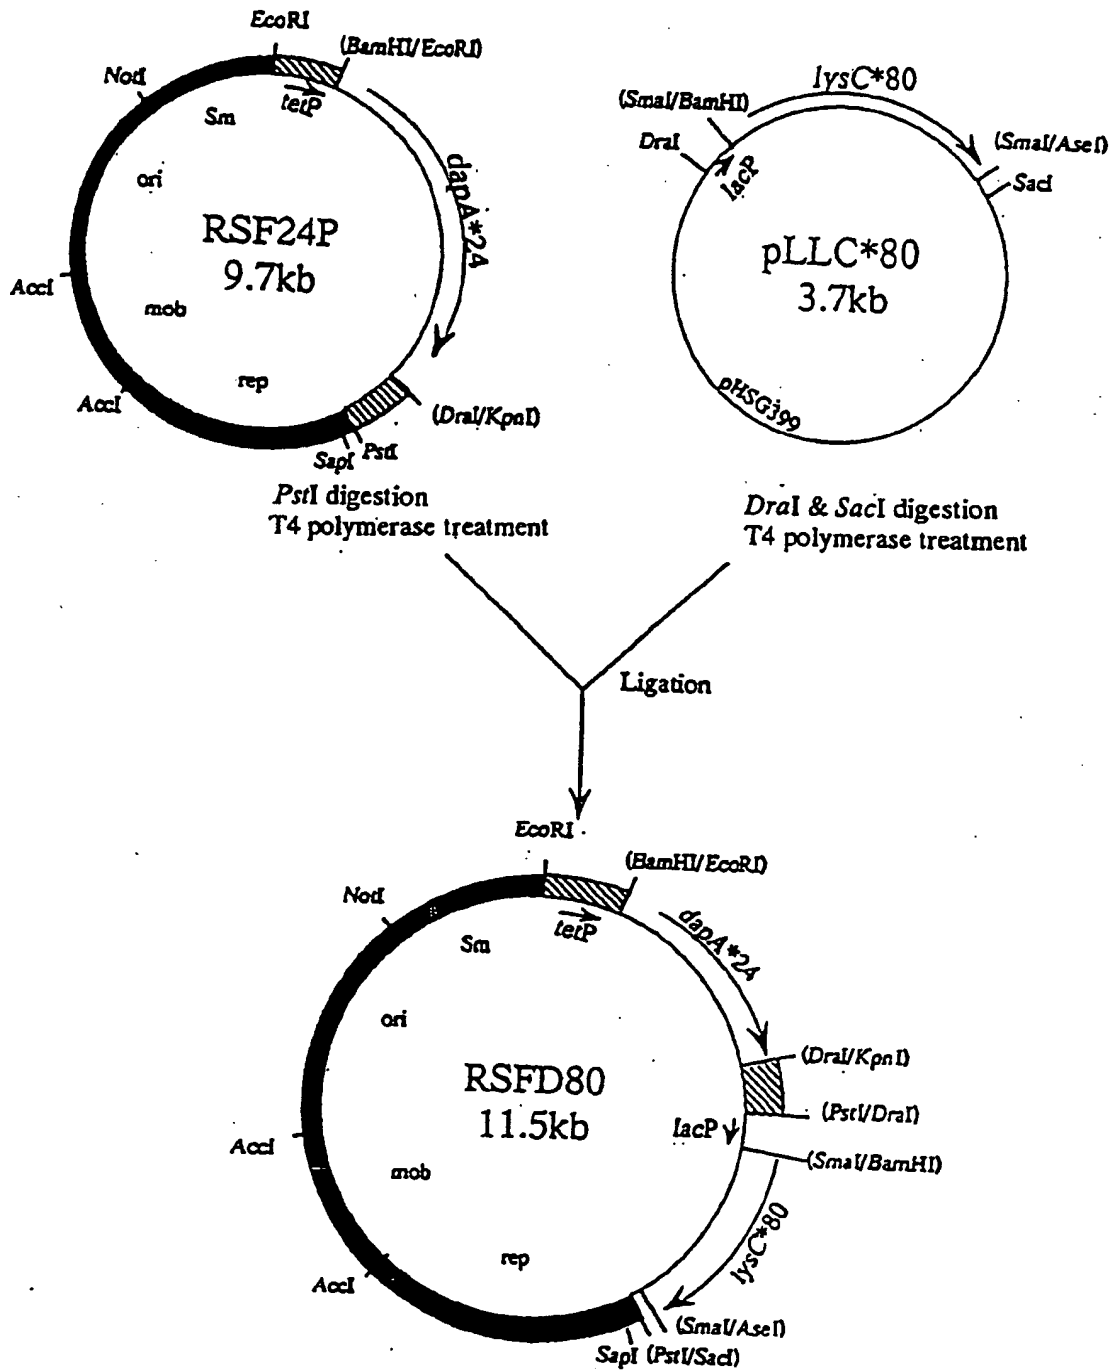 EcoRI
(BamHI/EcoRI)
NotI
tetP
Sm
dapA*24
ori
RSF24P
9.7kb
AccI
mob
rep
AccI
(DraI/KpnI)
SapI
PstI
lysC*80
(SmaI/BamHI)
(SmaI/AseI)
DraI
lacP
SacI
pLLC*80
3.7kb
pHSG399
PstI digestion
T4 polymerase treatment
DraI & SacI digestion
T4 polymerase treatment
Ligation
EcoRI
(BamHI/EcoRI)
NotI
tetP
Sm
dapA*24
ori
(DraI/KpnI)
RSFD80
11.5kb
(PstI/DraI)
lacP
AccI
(SmaI/BamHI)
mob
lysC*80
rep
AccI
(SmaI/AseI)
SapI (PstI/SacI)